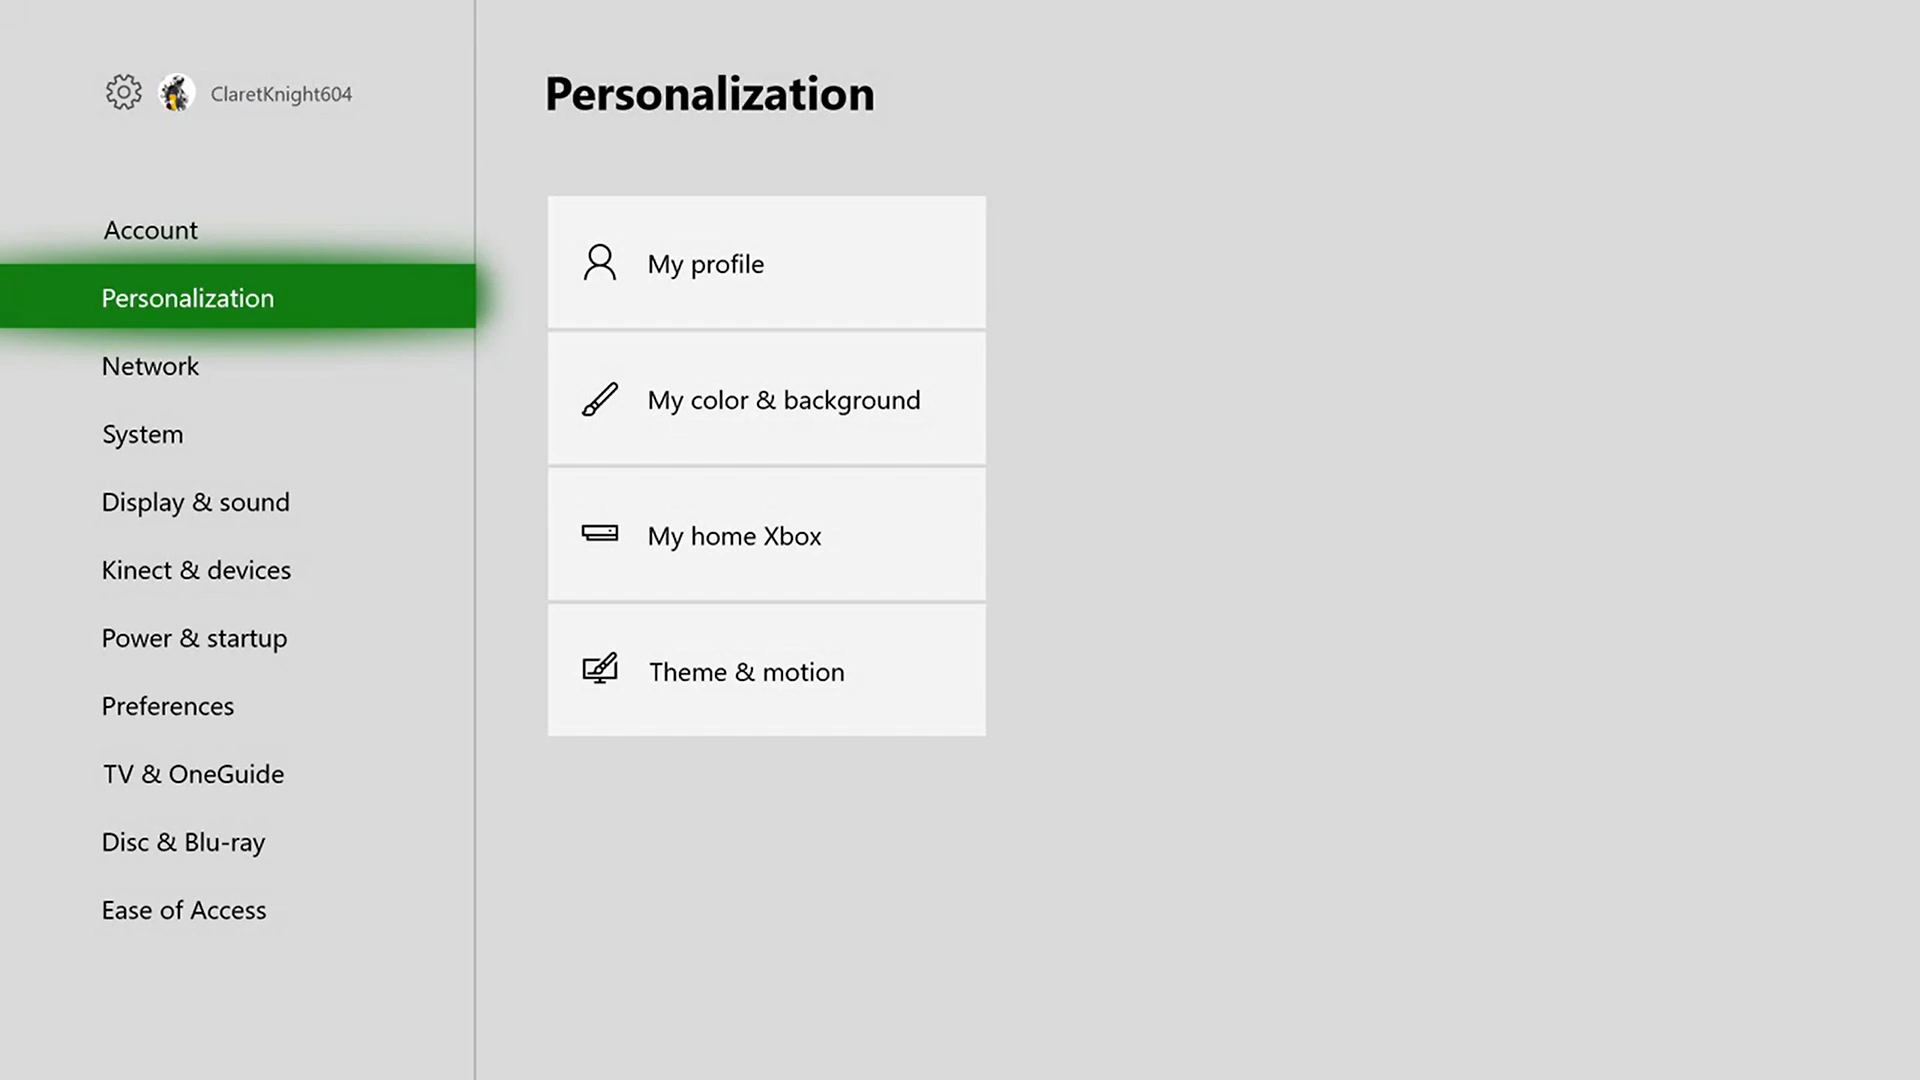 ClaretKnight604
Account
Personalization
Network
System
Display & sound
Kinect & devices
Power & startup
Preferences
TV & OneGuide
Disc & Blu-ray
Ease of Access
Personalization
My profile
My color & background
My home Xbox
Theme & motion